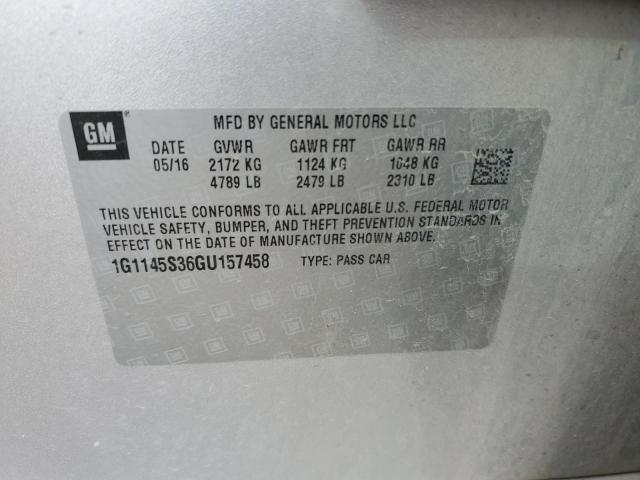 GM
MFD BY GENERAL MOTORS LLC
DATE GVWR GAWR FRT GAWR RR
05/16 2172 KG 1124 KG 1048 KG
4789 LB 2479 LB 2310 LB
THIS VEHICLE CONFORMS TO ALL APPLICABLE U.S. FEDERAL MOTOR
VEHICLE SAFETY, BUMPER, AND THEFT PREVENTION STANDARDS IN
EFFECT ON THE DATE OF MANUFACTURE SHOWN ABOVE.
1G1145S36GU157458 TYPE: PASS CAR